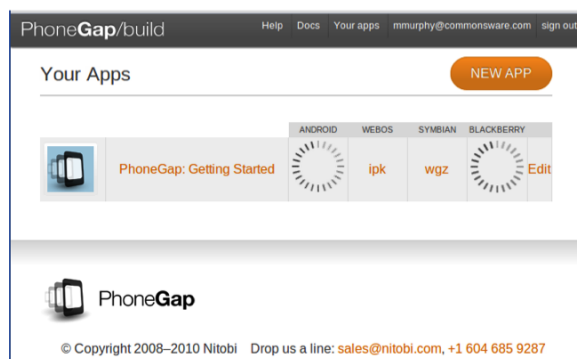 PhoneGap/build Help Docs Your apps mmurphy@commonsware.com sign out
Your Apps NEW APP
ANDROID WEBOS SYMBIAN BLACKBERRY
PhoneGap: Getting Started ipk wgz Edit
PhoneGap
© Copyright 2008–2010 Nitobi Drop us a line: sales@nitobi.com, +1 604 685 9287